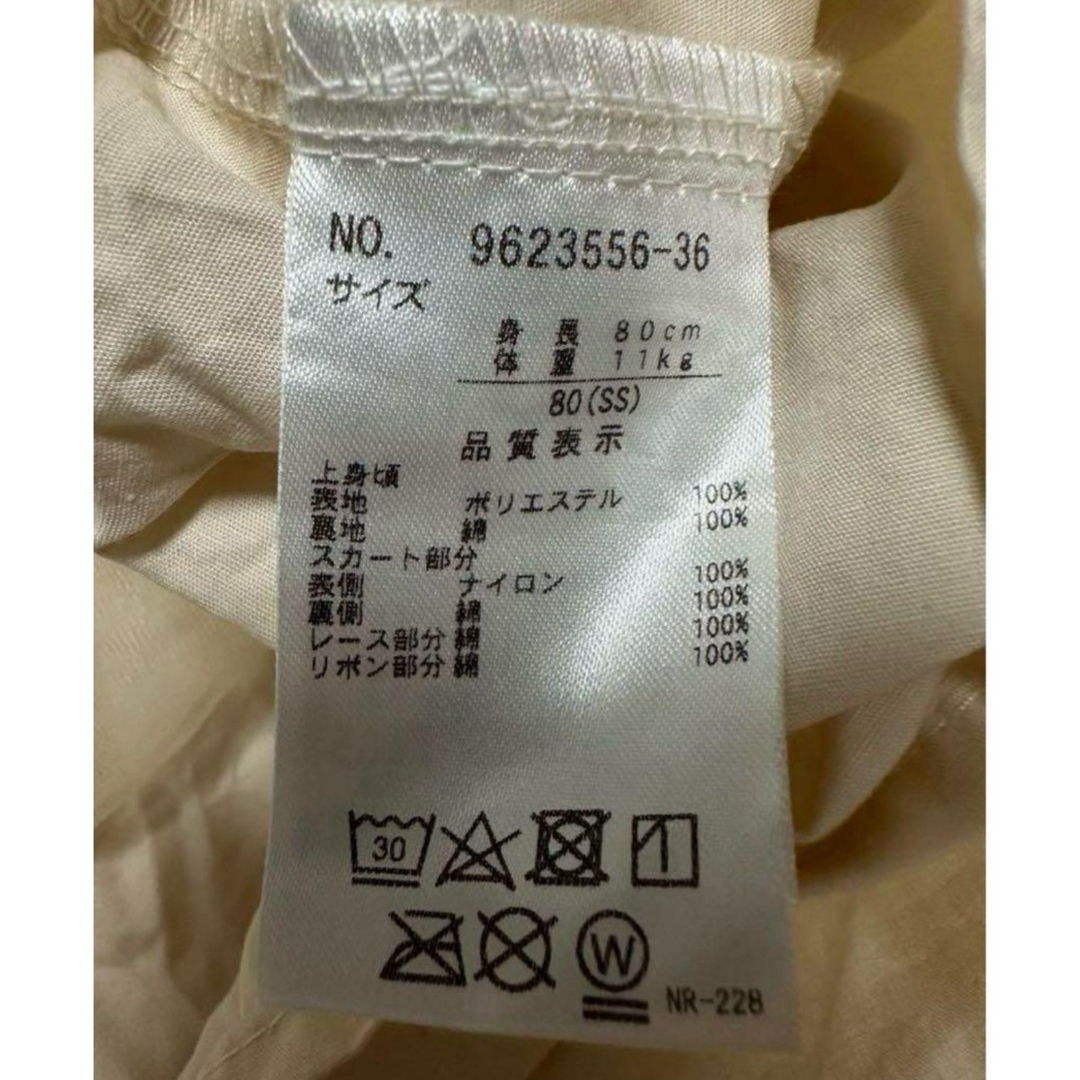 NO. 9623556-36
サイズ
身長 80cm
体重 11kg
80(SS)
品質表示
上身頃
表地 ポリエステル 100%
裏地 綿 100%
スカート部分
表側 ナイロン 100%
裏側 綿 100%
レース部分 綿 100%
リボン部分 綿 100%
30
W
NR-228